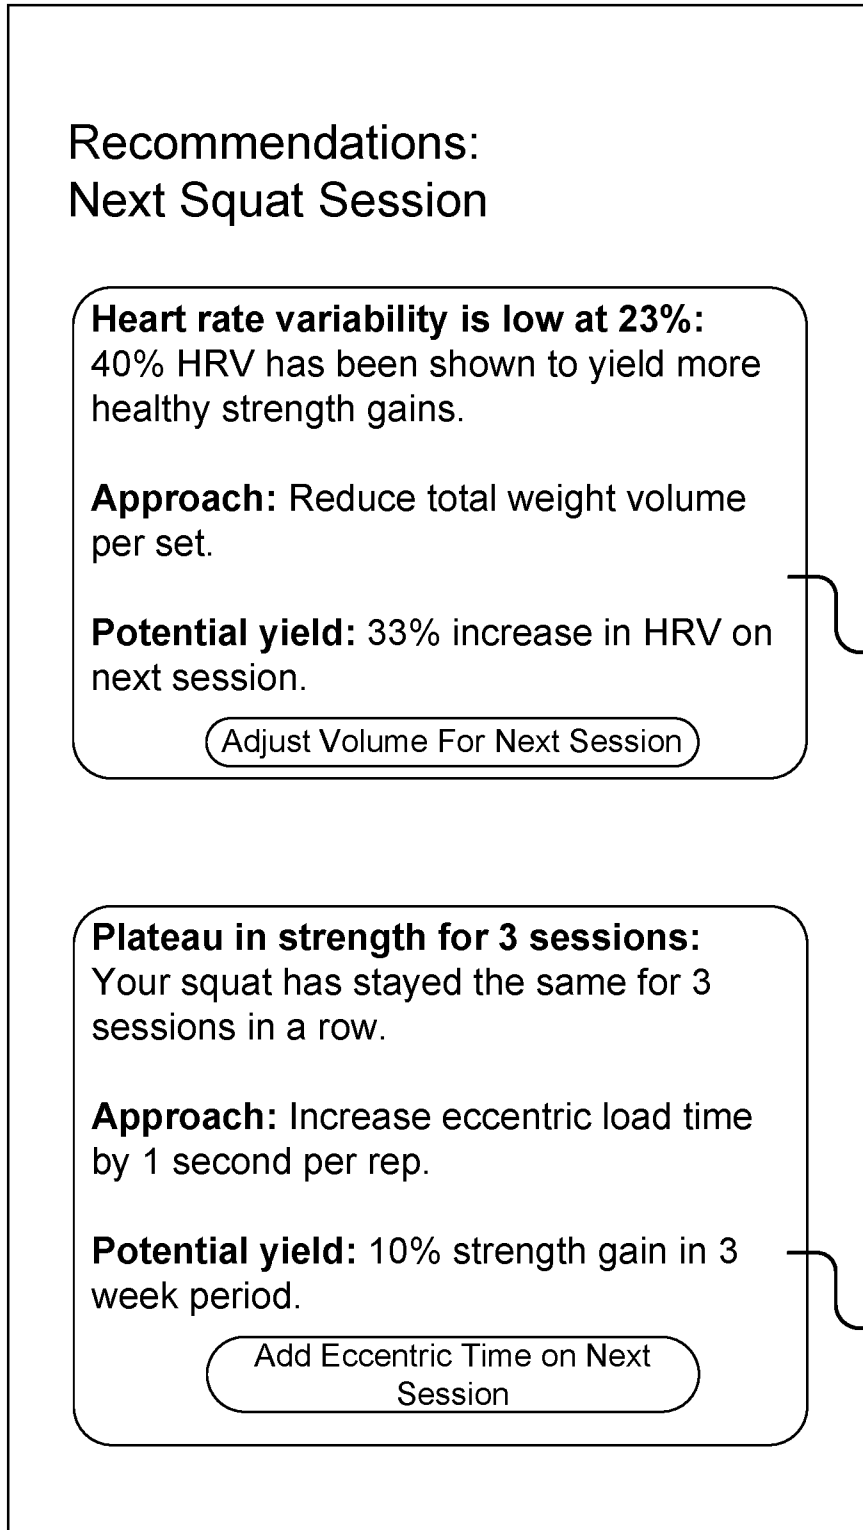 Recommendations:
Next Squat Session
Heart rate variability is low at 23%:
40% HRV has been shown to yield more
healthy strength gains.
Approach: Reduce total weight volume
per set.
Potential yield: 33% increase in HRV on
next session.
Adjust Volume For Next Session
Plateau in strength for 3 sessions:
Your squat has stayed the same for 3
sessions in a row.
Approach: Increase eccentric load time
by 1 second per rep.
Potential yield: 10% strength gain in 3
week period.
Add Eccentric Time on Next
Session